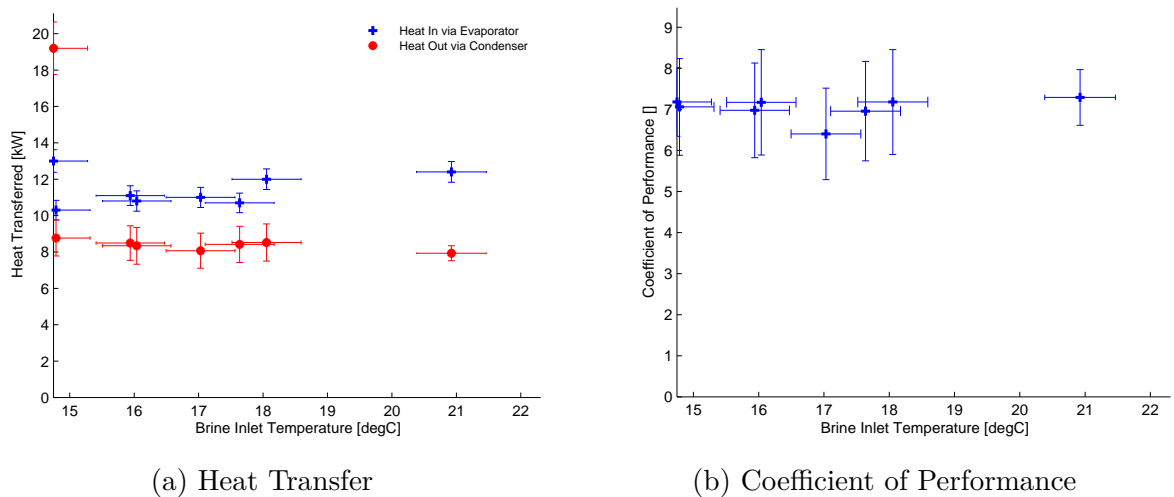 Heat In via Evaporator
Heat Out via Condenser
20
18
16
14
12
10
8
6
4
2
0
Heat Transferred [kW]
15 16 17 18 19 20 21 22
Brine Inlet Temperature [degC]
(a) Heat Transfer
9
8
7
6
5
4
3
2
1
0
Coefficient of Performance []
15 16 17 18 19 20 21 22
Brine Inlet Temperature [degC]
(b) Coefficient of Performance